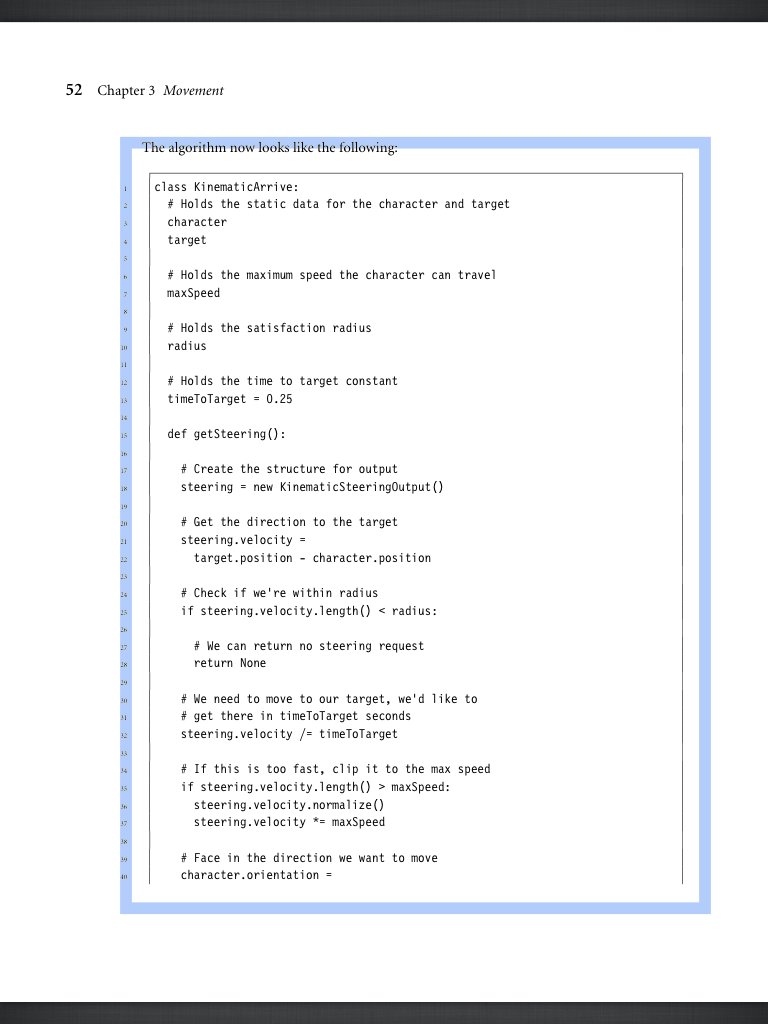 52 Chapter 3 Movement
The algorithm now looks like the following:
1 class KinematicArrive:
2 # Holds the static data for the character and target
3 character
4 target
5
6 # Holds the maximum speed the character can travel
7 maxSpeed
8
9 # Holds the satisfaction radius
10 radius
11
12 # Holds the time to target constant
13 timeToTarget = 0.25
14
15 def getSteering():
16
17 # Create the structure for output
18 steering = new KinematicSteeringOutput()
19
20 # Get the direction to the target
21 steering.velocity =
22 target.position - character.position
23
24 # Check if we're within radius
25 if steering.velocity.length() < radius:
26
27 # We can return no steering request
28 return None
29
30 # We need to move to our target, we'd like to
31 # get there in timeToTarget seconds
32 steering.velocity /= timeToTarget
33
34 # If this is too fast, clip it to the max speed
35 if steering.velocity.length() > maxSpeed:
36 steering.velocity.normalize()
37 steering.velocity *= maxSpeed
38
39 # Face in the direction we want to move
40 character.orientation =